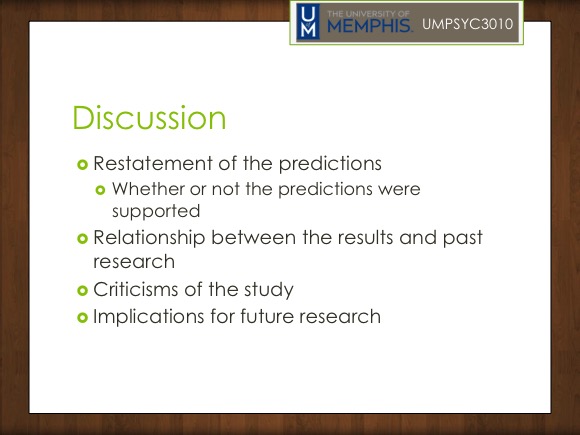 UM
THE UNIVERSITY OF
MEMPHIS.
UMPSYC3010
Discussion
Restatement of the predictions
Whether or not the predictions were
supported
Relationship between the results and past
research
Criticisms of the study
Implications for future research